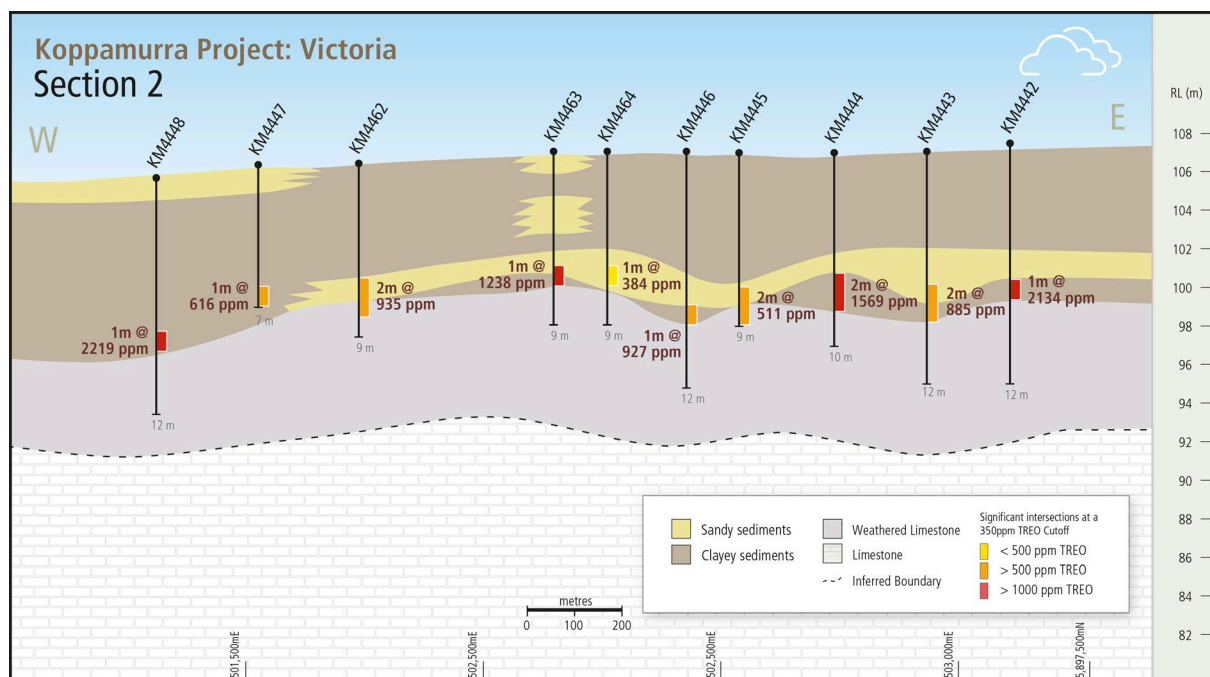 Koppamurra Project: Victoria
Section 2
W
E
KM4448
KM4447
KM4462
KM4463
KM4464
KM4446
KM4445
KM4444
KM4443
KM4442
RL (m)
108
106
104
102
100
98
96
94
92
90
88
86
84
82
1m @
2219 ppm
12 m
1m @
616 ppm
7 m
2m @
935 ppm
9 m
1m @
1238 ppm
9 m
1m @
384 ppm
9 m
1m @
927 ppm
12 m
2m @
511 ppm
9 m
2m @
1569 ppm
10 m
2m @
885 ppm
12 m
1m @
2134 ppm
12 m
Sandy sediments
Clayey sediments
Weathered Limestone
Limestone
Inferred Boundary
Significant intersections at a
350ppm TREO Cutoff
< 500 ppm TREO
> 500 ppm TREO
> 1000 ppm TREO
metres
0 100 200
501,500mE
502,500mE
502,500mE
503,000mE
5,897,500mN